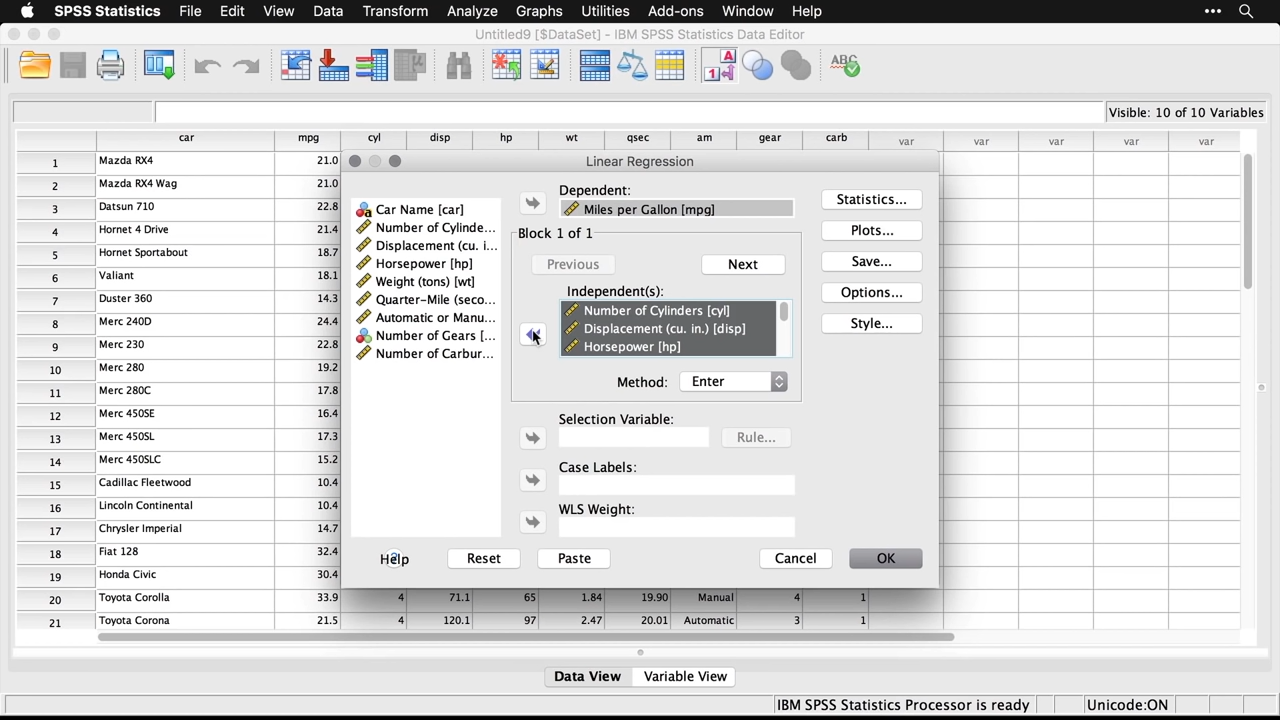 SPSS Statistics File Edit View Data Transform Analyze Graphs Utilities Add-ons Window Help
Untitled9 [$DataSet] - IBM SPSS Statistics Data Editor
Visible: 10 of 10 Variables
car mpg cyl disp hp wt qsec am gear carb var var var var var
1 Mazda RX4 21.0
2 Mazda RX4 Wag 21.0
3 Datsun 710 22.8
4 Hornet 4 Drive 21.4
5 Hornet Sportabout 18.7
6 Valiant 18.1
7 Duster 360 14.3
8 Merc 240D 24.4
9 Merc 230 22.8
10 Merc 280 19.2
11 Merc 280C 17.8
12 Merc 450SE 16.4
13 Merc 450SL 17.3
14 Merc 450SLC 15.2
15 Cadillac Fleetwood 10.4
16 Lincoln Continental 10.4
17 Chrysler Imperial 14.7
18 Fiat 128 32.4
19 Honda Civic 30.4
20 Toyota Corolla 33.9 4 71.1 65 1.84 19.90 Manual 4 1
21 Toyota Corona 21.5 4 120.1 97 2.47 20.01 Automatic 3 1
Linear Regression
Car Name [car]
Number of Cylinde...
Displacement (cu. i...
Horsepower [hp]
Weight (tons) [wt]
Quarter-Mile (seco...
Automatic or Manu...
Number of Gears [...
Number of Carbur...
Dependent:
Miles per Gallon [mpg]
Block 1 of 1
Previous Next
Independent(s):
Number of Cylinders [cyl]
Displacement (cu. in.) [disp]
Horsepower [hp]
Method: Enter
Selection Variable:
Rule...
Case Labels:
WLS Weight:
Statistics...
Plots...
Save...
Options...
Style...
Help Reset Paste Cancel OK
Data View Variable View
IBM SPSS Statistics Processor is ready Unicode:ON